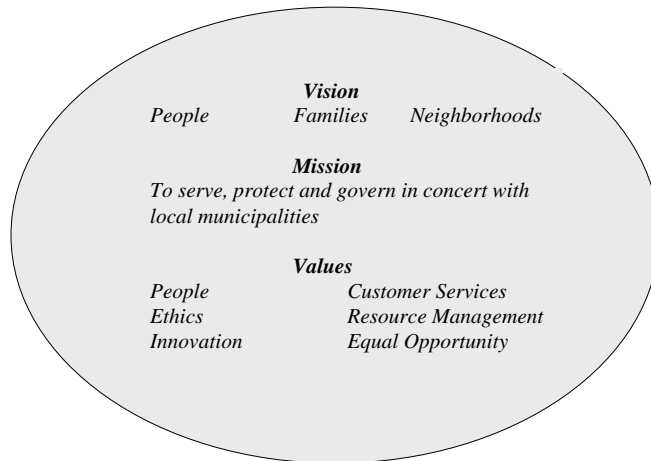 Vision
People Families Neighborhoods
Mission
To serve, protect and govern in concert with
local municipalities
Values
People Customer Services
Ethics Resource Management
Innovation Equal Opportunity